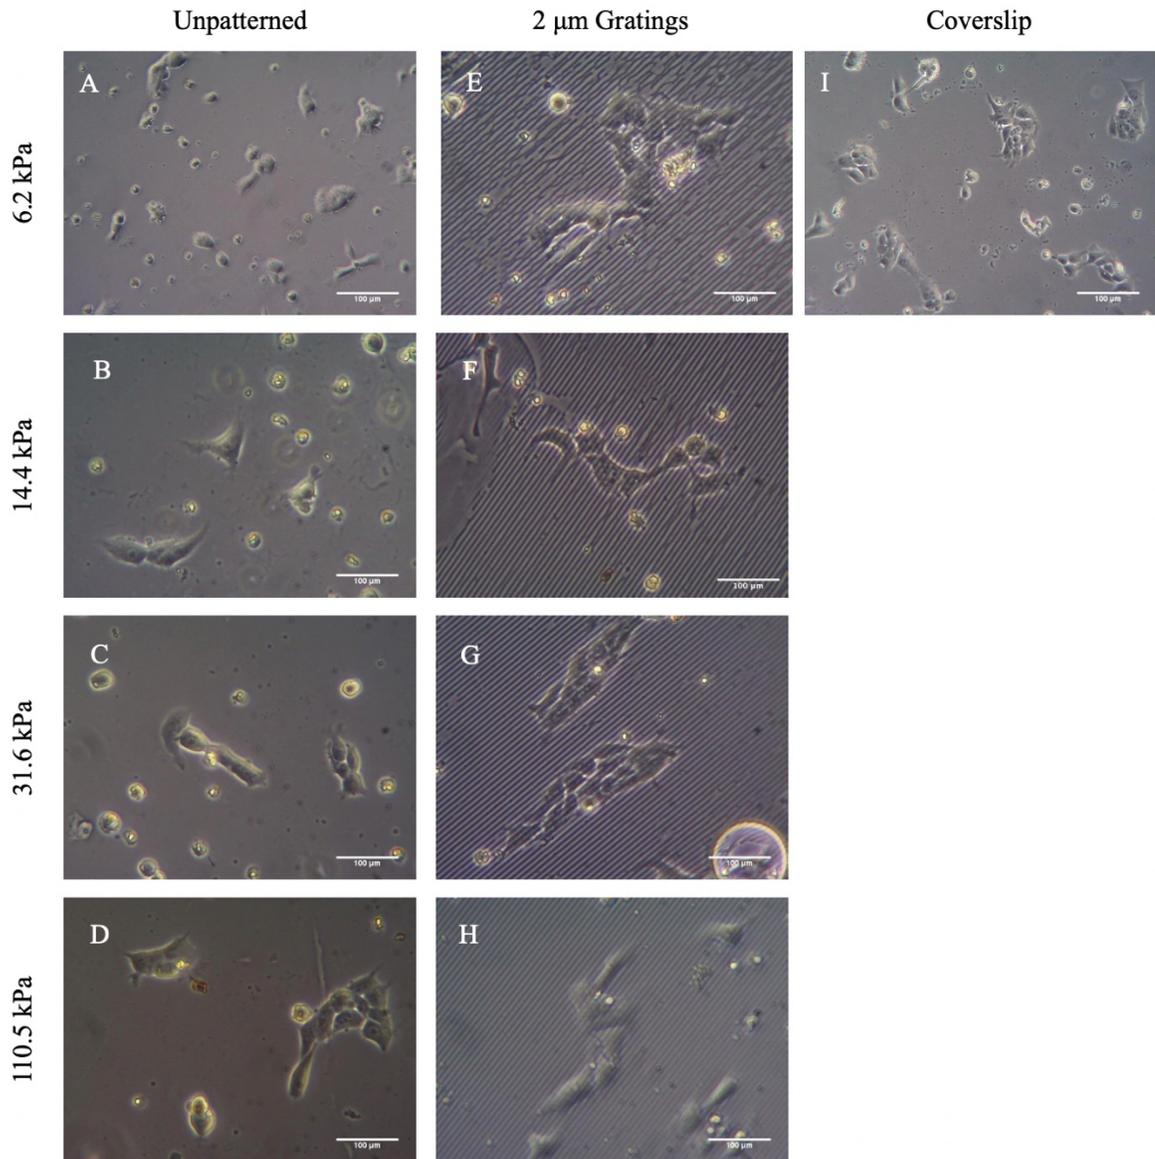 Unpatterned 2 μm Gratings Coverslip
6.2 kPa
A
100 μm
E
100 μm
I
100 μm
14.4 kPa
B
100 μm
F
100 μm
31.6 kPa
C
100 μm
G
100 μm
110.5 kPa
D
100 μm
H
100 μm